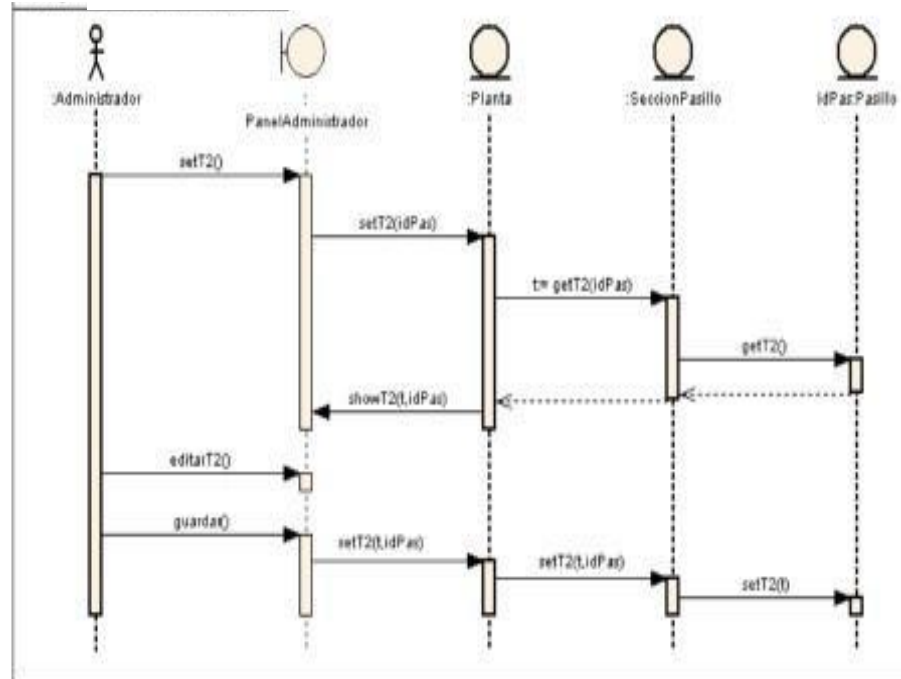 :Administrador
PanelAdministrador
:Planta
:SeccionPasillo
idPas:Pasillo
setT2()
setT2(idPas)
t:= getT2(idPas)
getT2()
showT2(t,idPas)
editarT2()
guardar()
setT2(t,idPas)
setT2(t,idPas)
setT2(t)